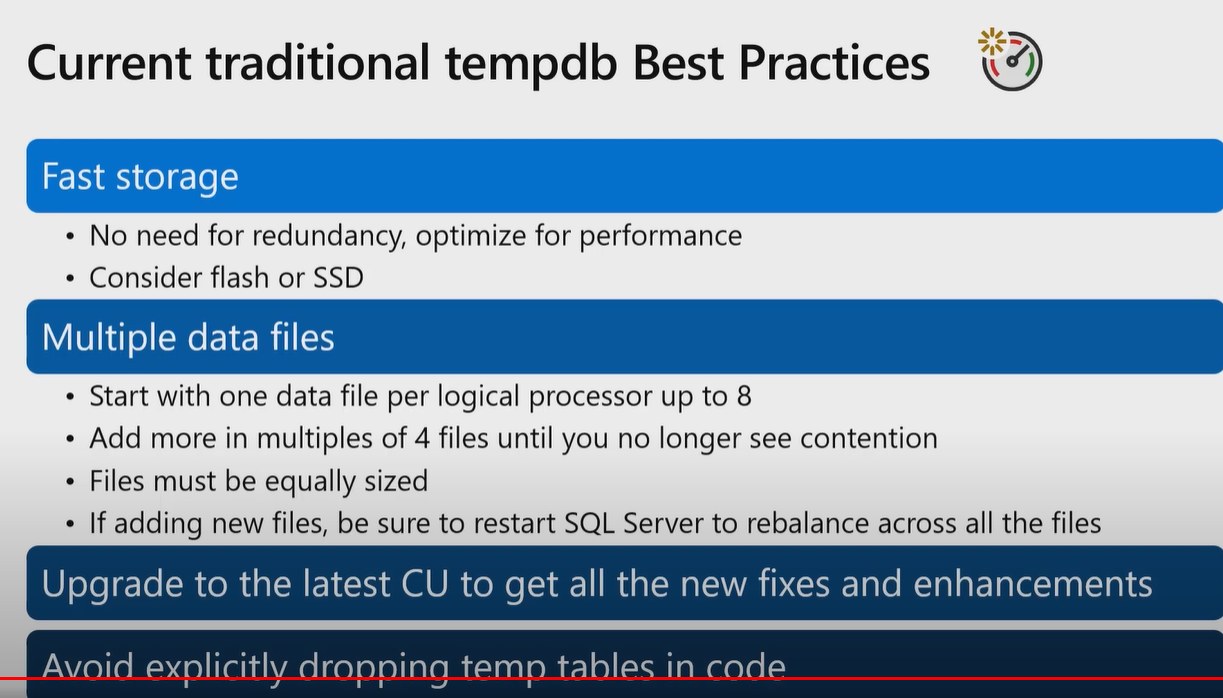 Current traditional tempdb Best Practices
Fast storage
• No need for redundancy, optimize for performance
• Consider flash or SSD
Multiple data files
• Start with one data file per logical processor up to 8
• Add more in multiples of 4 files until you no longer see contention
• Files must be equally sized
• If adding new files, be sure to restart SQL Server to rebalance across all the files
Upgrade to the latest CU to get all the new fixes and enhancements
Avoid explicitly dropping temp tables in code